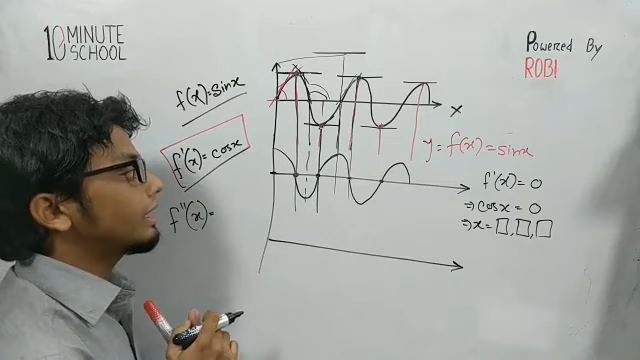 10 MINUTE
SCHOOL
Powered By
ROBI
f(x)=sinx
f'(x)=cosx
f''(x)=
x
y=f(x)=sinx
f'(x)=0
⇒cosx=0
⇒x=□,□,□